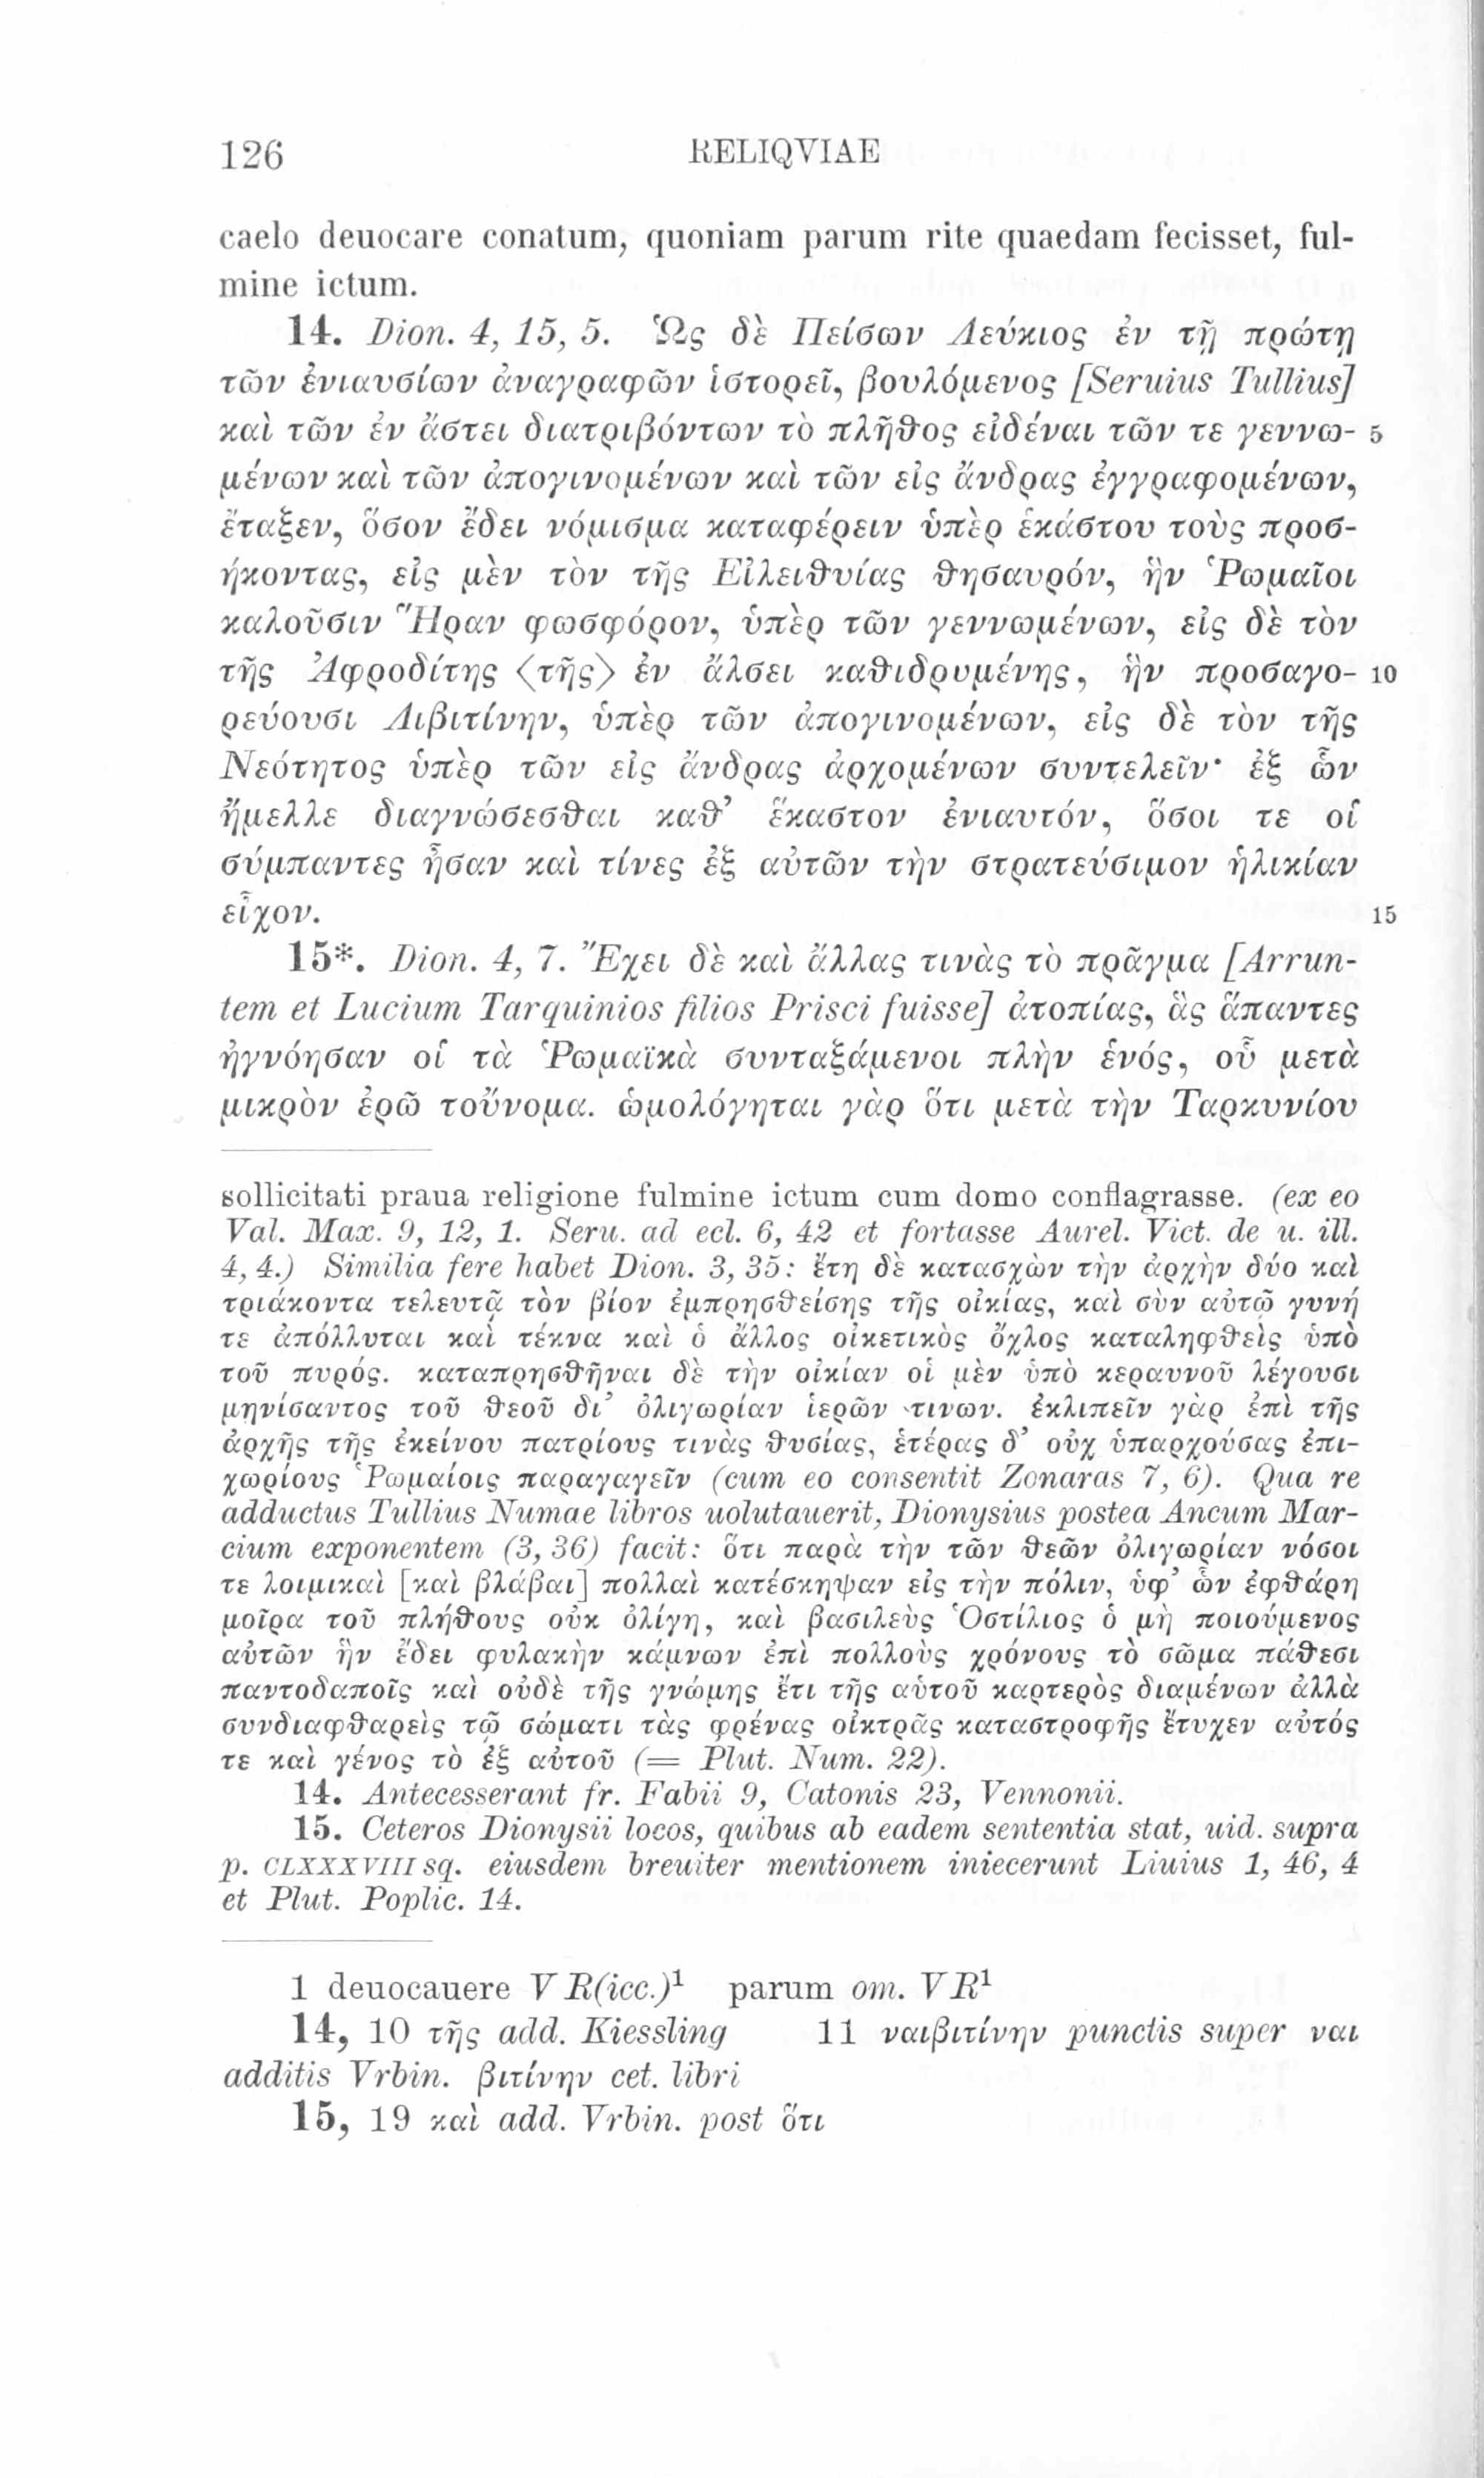 126 RELIQVIAE
caelo deuocare conatum, quoniam parum rite quaedam fecisset, ful-
mine ictum.
14. Dion. 4, 15, 5. Ὡς δὲ Πείσων Λεύκιος ἐν τῇ πρώτῃ
τῶν ἐνιαυσίων ἀναγραφῶν ἱστορεῖ, βουλόμενος [Seruius Tullius]
καὶ τῶν ἐν ἄστει διατριβόντων τὸ πλῆθος εἰδέναι τῶν τε γεννω- 5
μένων καὶ τῶν ἀπογινομένων καὶ τῶν εἰς ἄνδρας ἐγγραφομένων,
ἔταξεν, ὅσον ἔδει νόμισμα καταφέρειν ὑπὲρ ἑκάστου τοὺς προσ-
ήκοντας, εἰς μὲν τὸν τῆς Εἰλειθυίας θησαυρόν, ἣν Ῥωμαῖοι
καλοῦσιν Ἥραν φωσφόρον, ὑπὲρ τῶν γεννωμένων, εἰς δὲ τὸν
τῆς Ἀφροδίτης ⟨τῆς⟩ ἐν ἄλσει καθιδρυμένης, ἣν προσαγο- 10
ρεύουσι Λιβιτίνην, ὑπὲρ τῶν ἀπογινομένων, εἰς δὲ τὸν τῆς
Νεότητος ὑπὲρ τῶν εἰς ἄνδρας ἀρχομένων συντελεῖν· ἐξ ὧν
ἤμελλε διαγνώσεσθαι καθ’ ἕκαστον ἐνιαυτόν, ὅσοι τε οἱ
σύμπαντες ἦσαν καὶ τίνες ἐξ αὐτῶν τὴν στρατεύσιμον ἡλικίαν
εἶχον. 15
15*. Dion. 4, 7. Ἔχει δὲ καὶ ἄλλας τινὰς τὸ πρᾶγμα [Arrun-
tem et Lucium Tarquinios filios Prisci fuisse] ἀτοπίας, ἃς ἅπαντες
ἠγνόησαν οἱ τὰ Ῥωμαϊκὰ συνταξάμενοι πλὴν ἑνός, οὗ μετὰ
μικρὸν ἐρῶ τοὔνομα. ὡμολόγηται γὰρ ὅτι μετὰ τὴν Ταρκυνίου
sollicitati praua religione fulmine ictum cum domo conflagrasse. (ex eo
Val. Max. 9, 12, 1. Seru. ad ecl. 6, 42 et fortasse Aurel. Vict. de u. ill.
4, 4.) Similia fere habet Dion. 3, 35: ἔτη δὲ κατασχὼν τὴν ἀρχὴν δύο καὶ
τριάκοντα τελευτᾷ τὸν βίον ἐμπρησθείσης τῆς οἰκίας, καὶ σὺν αὐτῷ γυνή
τε ἀπόλλυται καὶ τέκνα καὶ ὁ ἄλλος οἰκετικὸς ὄχλος καταληφθεὶς ὑπὸ
τοῦ πυρός. καταπρησθῆναι δὲ τὴν οἰκίαν οἱ μὲν ὑπὸ κεραυνοῦ λέγουσι
μηνίσαντος τοῦ θεοῦ δι’ ὀλιγωρίαν ἱερῶν τινων. ἐκλιπεῖν γὰρ ἐπὶ τῆς
ἀρχῆς τῆς ἐκείνου πατρίους τινὰς θυσίας, ἑτέρας δ’ οὐχ ὑπαρχούσας ἐπι-
χωρίους Ῥωμαίοις παραγαγεῖν (cum eo consentit Zonaras 7, 6). Qua re
adductus Tullius Numae libros uolutauerit, Dionysius postea Ancum Mar-
cium exponentem (3, 36) facit: ὅτι παρὰ τὴν τῶν θεῶν ὀλιγωρίαν νόσοι
τε λοιμικαὶ [καὶ βλάβαι] πολλαὶ κατέσκηψαν εἰς τὴν πόλιν, ὑφ’ ὧν ἐφθάρη
μοῖρα τοῦ πλήθους οὐκ ὀλίγη, καὶ βασιλεὺς Ὁστίλιος ὁ μὴ ποιούμενος
αὐτῶν ἣν ἔδει φυλακὴν κάμνων ἐπὶ πολλοὺς χρόνους τὸ σῶμα πάθεσι
παντοδαποῖς καὶ οὐδὲ τῆς γνώμης ἔτι τῆς αὑτοῦ καρτερὸς διαμένων ἀλλὰ
συνδιαφθαρεὶς τῷ σώματι τὰς φρένας οἰκτρᾶς καταστροφῆς ἔτυχεν αὐτός
τε καὶ γένος τὸ ἐξ αὐτοῦ (= Plut. Num. 22).
14. Antecesserant fr. Fabii 9, Catonis 23, Vennonii.
15. Ceteros Dionysii locos, quibus ab eadem sententia stat, uid. supra
p. CLXXXVIII sq. eiusdem breuiter mentionem iniecerunt Liuius 1, 46, 4
et Plut. Poplic. 14.
1 deuocauere V R(icc.)¹ parum om. V R¹
14, 10 τῆς add. Kiessling 11 ναιβιτίνην punctis super ναι
additis Vrbin. βιτίνην cet. libri
15, 19 καὶ add. Vrbin. post ὅτι